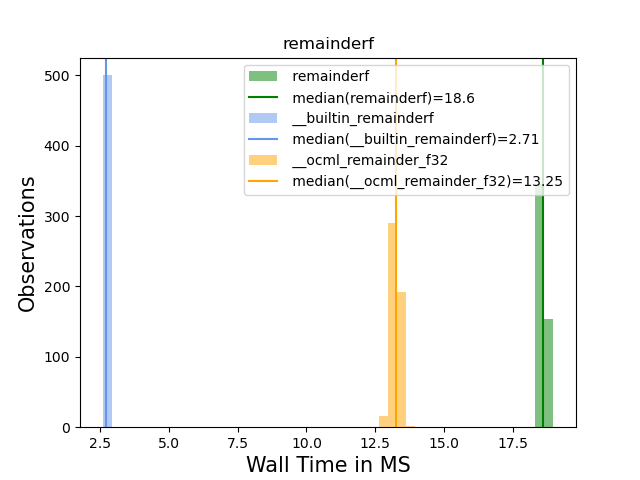 remainderf
500
400
300
200
100
0
Observations
remainderf
median(remainderf)=18.6
__builtin_remainderf
median(__builtin_remainderf)=2.71
__ocml_remainder_f32
median(__ocml_remainder_f32)=13.25
2.5 5.0 7.5 10.0 12.5 15.0 17.5
Wall Time in MS